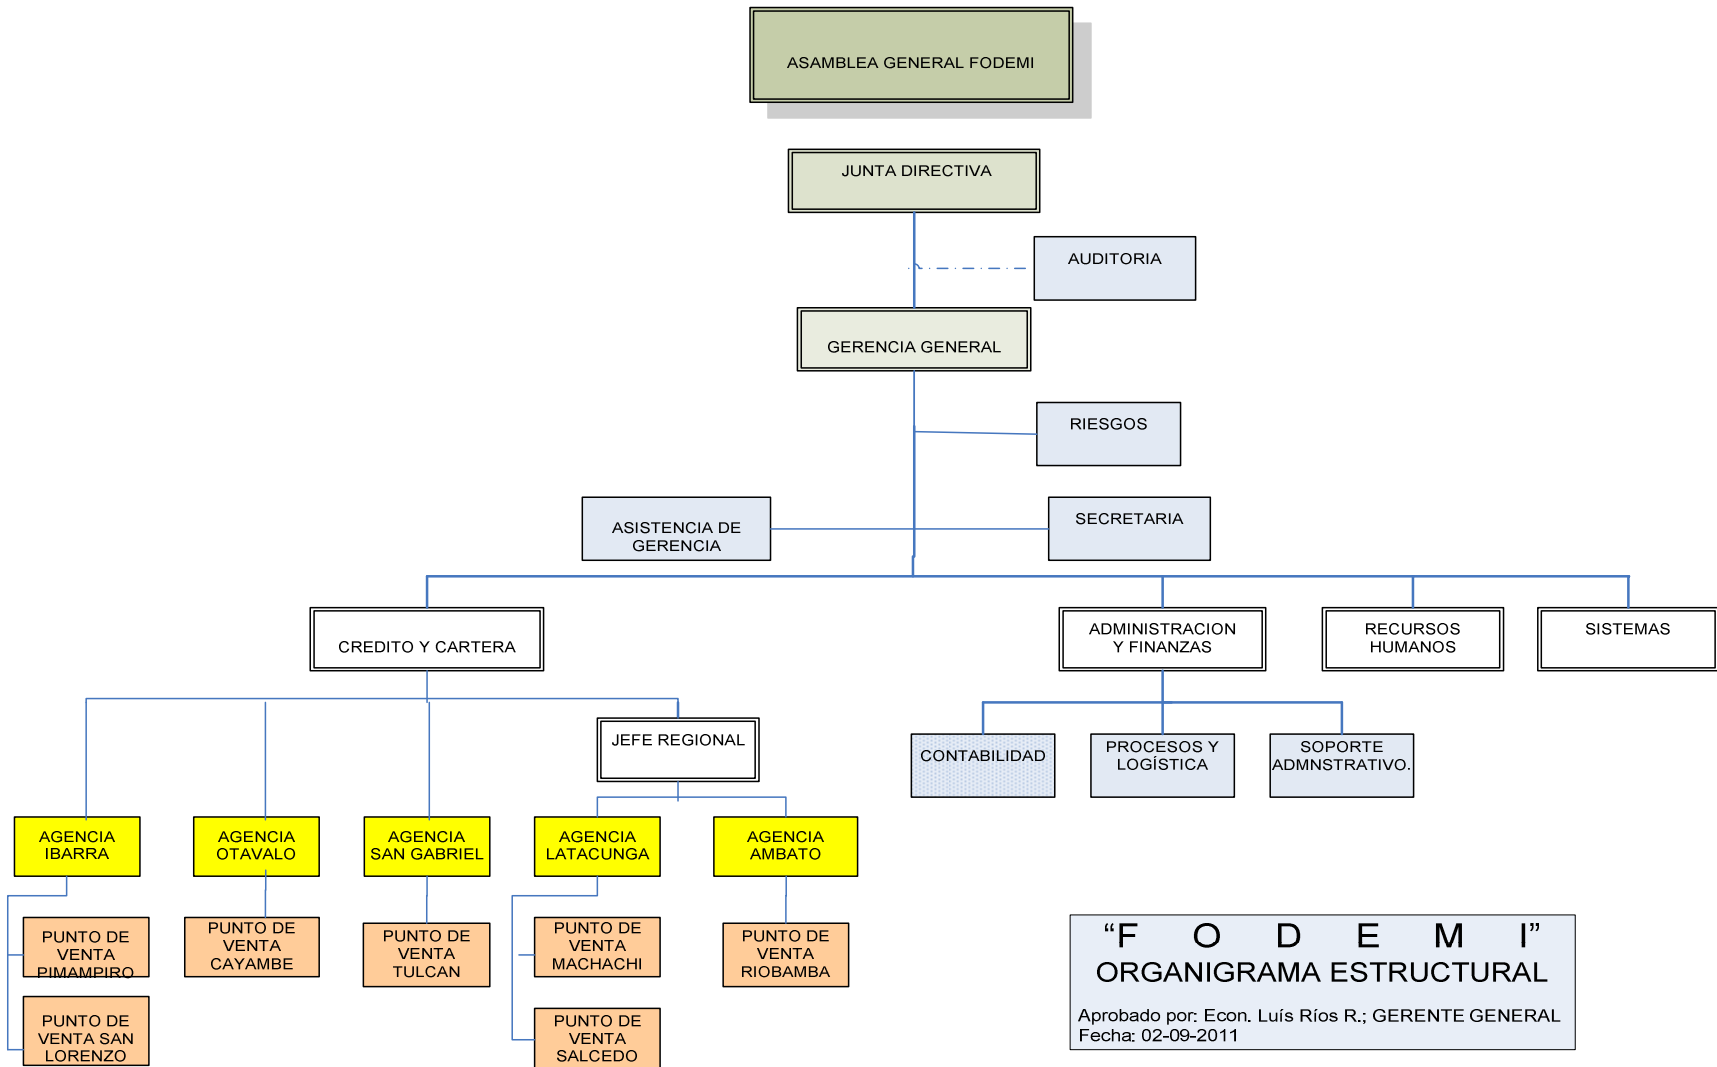 ASAMBLEA GENERAL FODEMI
JUNTA DIRECTIVA
AUDITORIA
GERENCIA GENERAL
RIESGOS
ASISTENCIA DE
GERENCIA
SECRETARIA
CREDITO Y CARTERA
ADMINISTRACION
Y FINANZAS
RECURSOS
HUMANOS
SISTEMAS
JEFE REGIONAL
CONTABILIDAD
PROCESOS Y
LOGÍSTICA
SOPORTE
ADMNSTRATIVO.
AGENCIA
IBARRA
AGENCIA
OTAVALO
AGENCIA
SAN GABRIEL
AGENCIA
LATACUNGA
AGENCIA
AMBATO
PUNTO DE
VENTA
PIMAMPIRO
PUNTO DE
VENTA
CAYAMBE
PUNTO DE
VENTA
TULCAN
PUNTO DE
VENTA
MACHACHI
PUNTO DE
VENTA
RIOBAMBA
PUNTO DE
VENTA SAN
LORENZO
PUNTO DE
VENTA
SALCEDO
“F O D E M I”
ORGANIGRAMA ESTRUCTURAL
Aprobado por: Econ. Luís Ríos R.; GERENTE GENERAL
Fecha: 02-09-2011